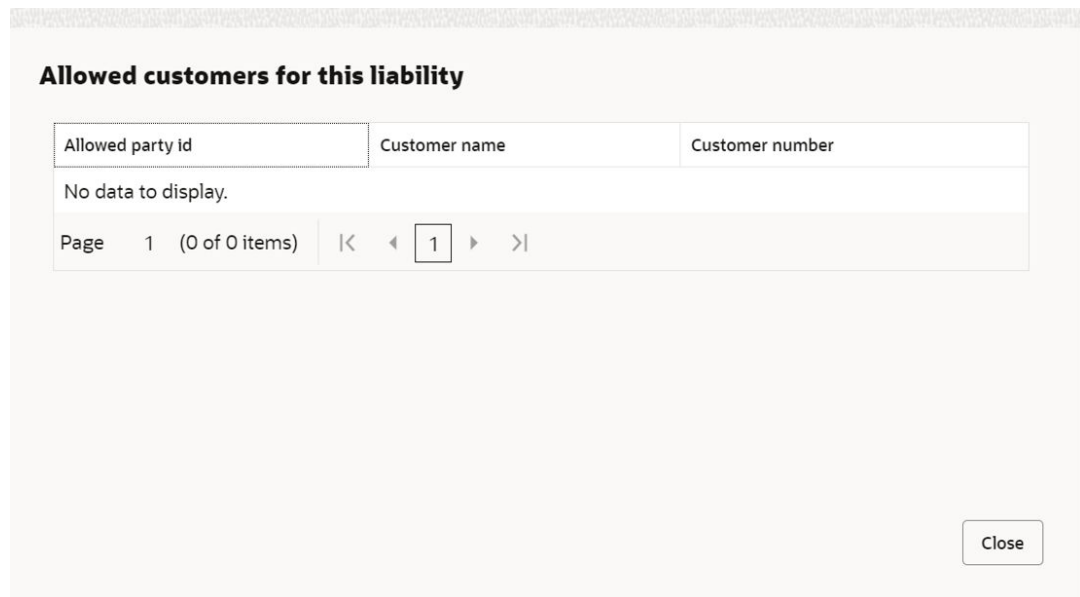 Allowed customers for this liability
Allowed party id Customer name Customer number
No data to display.
Page 1 (0 of 0 items) 1
Close